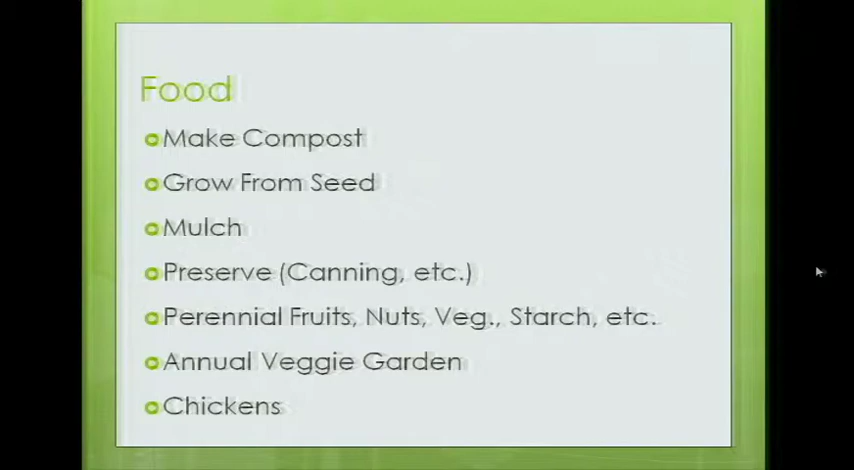 Food
Make Compost
Grow From Seed
Mulch
Preserve (Canning, etc.)
Perennial Fruits, Nuts, Veg., Starch, etc.
Annual Veggie Garden
Chickens